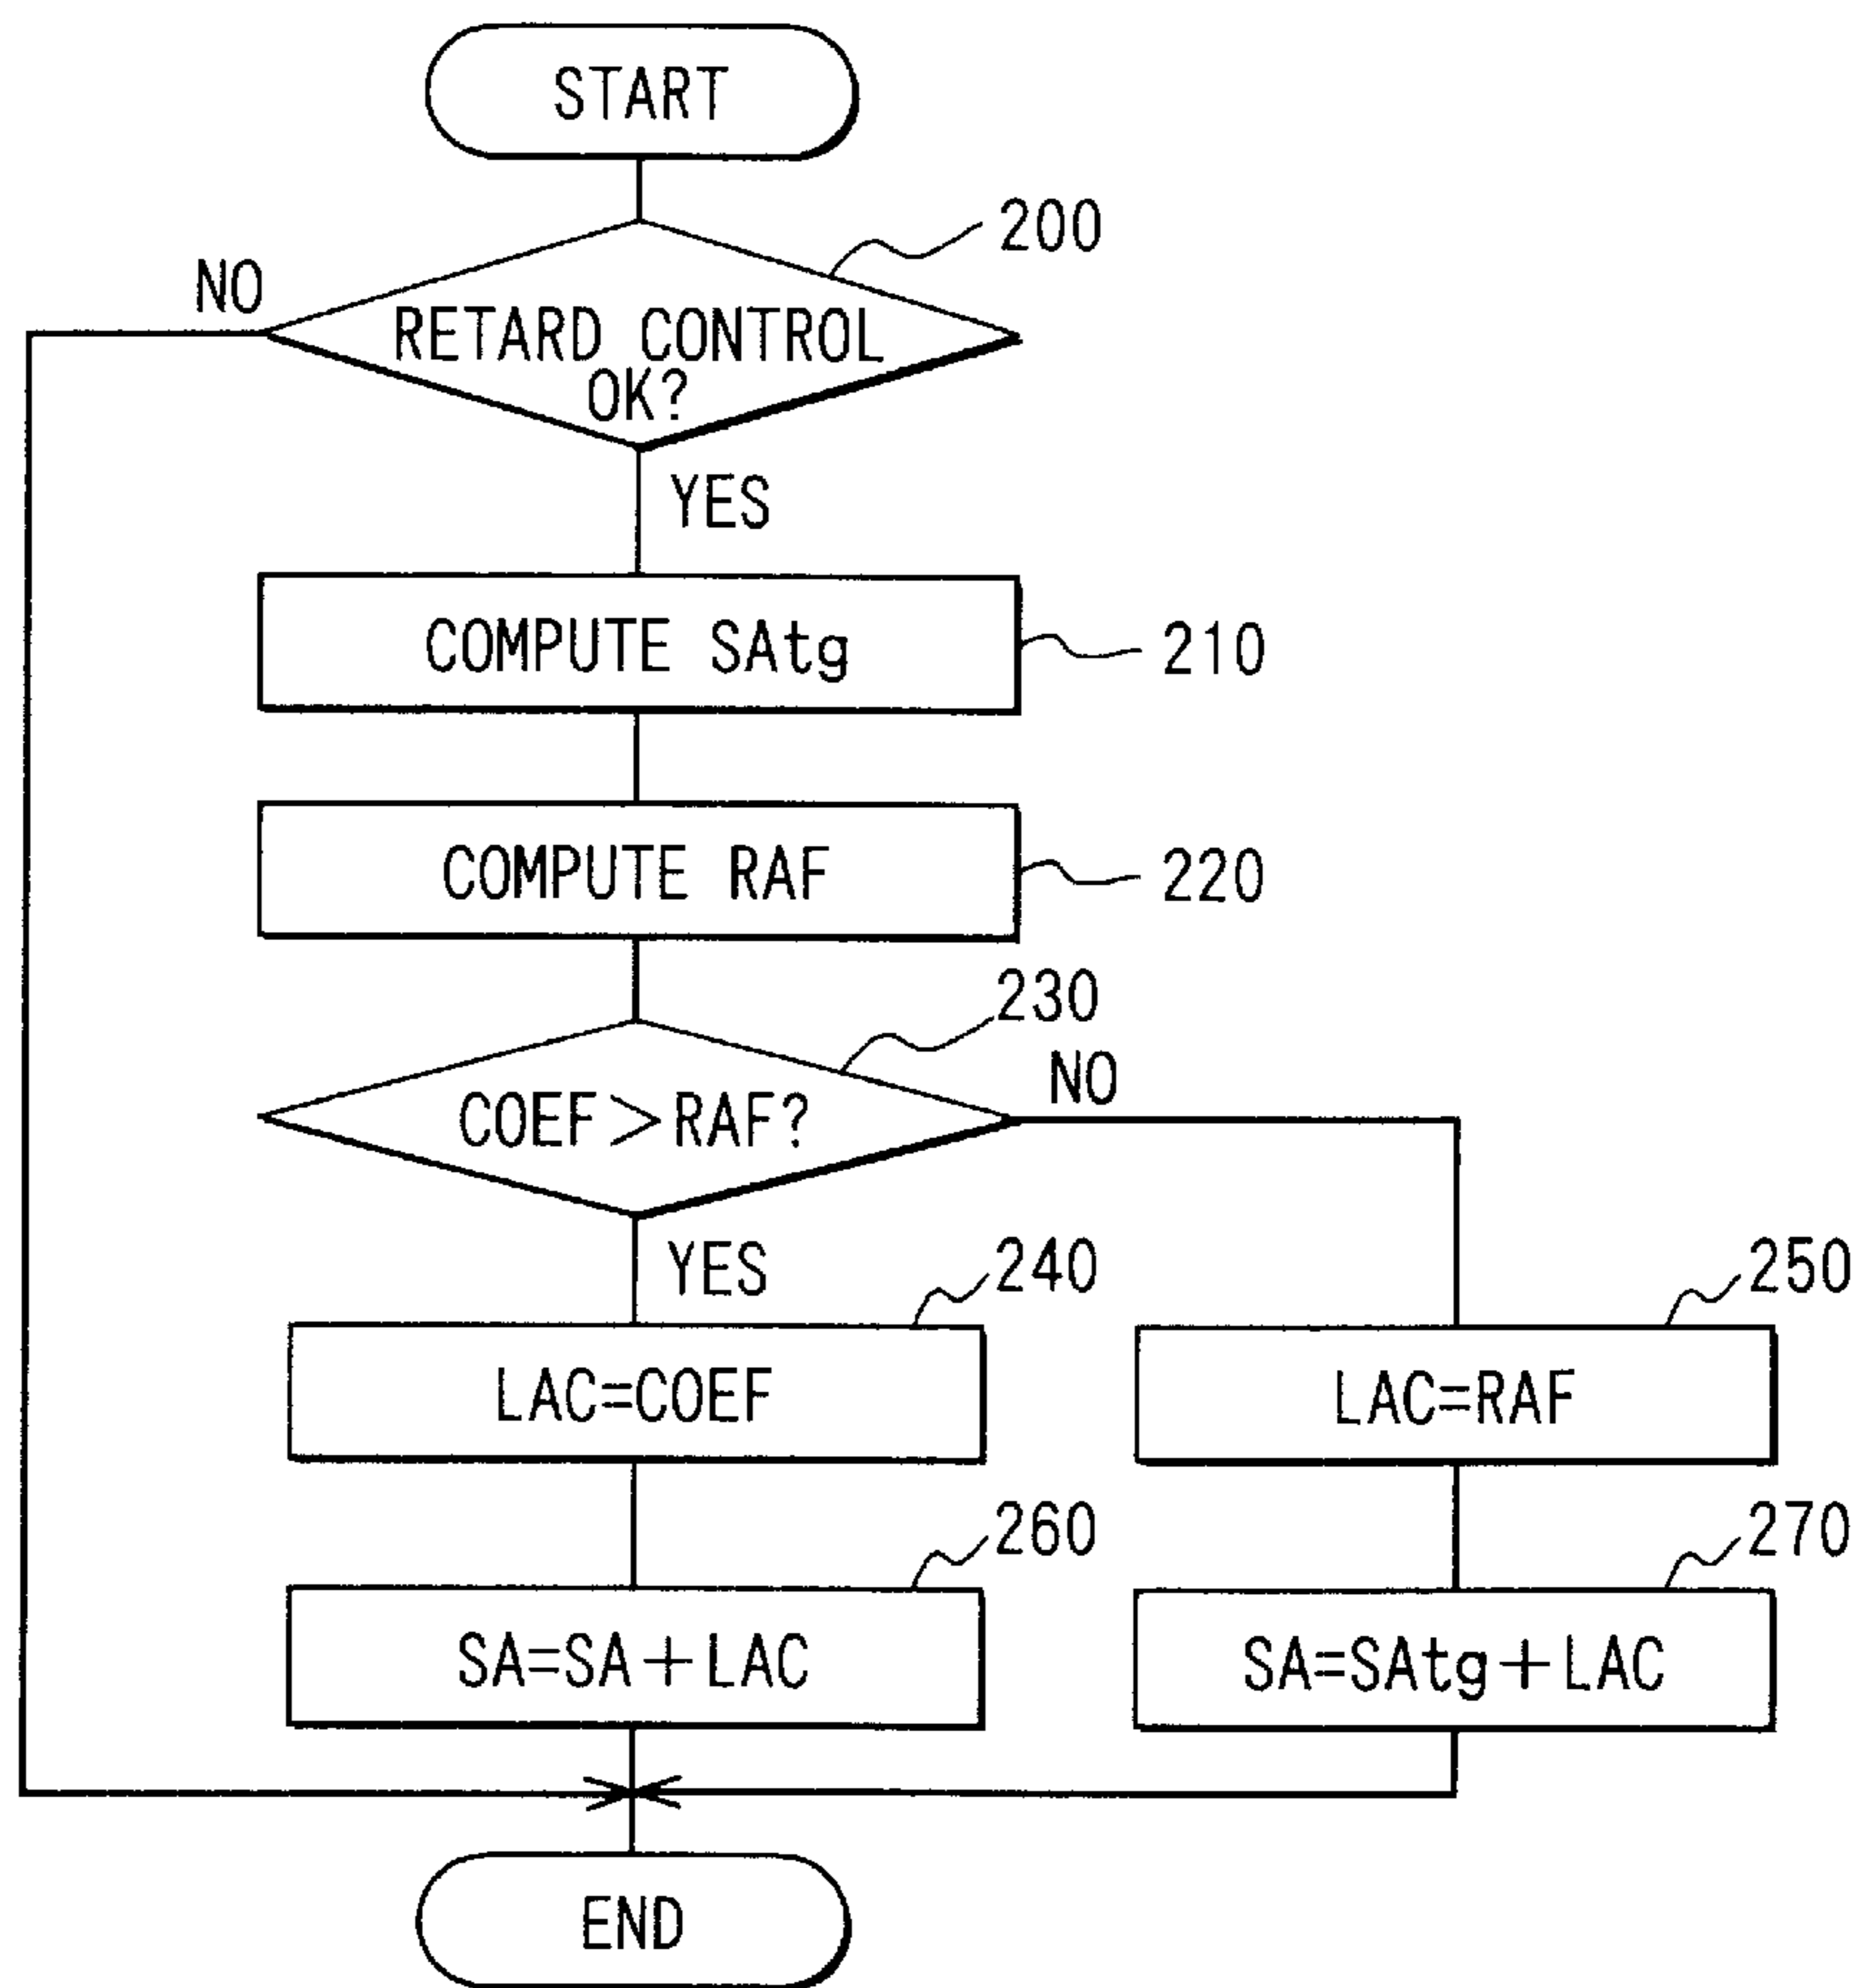 START
200
NO
RETARD CONTROL
OK?
YES
COMPUTE SAtg
210
COMPUTE RAF
220
230
NO
COEF>RAF?
YES
240
250
LAC=COEF
LAC=RAF
260
270
SA=SA+LAC
SA=SAtg+LAC
END